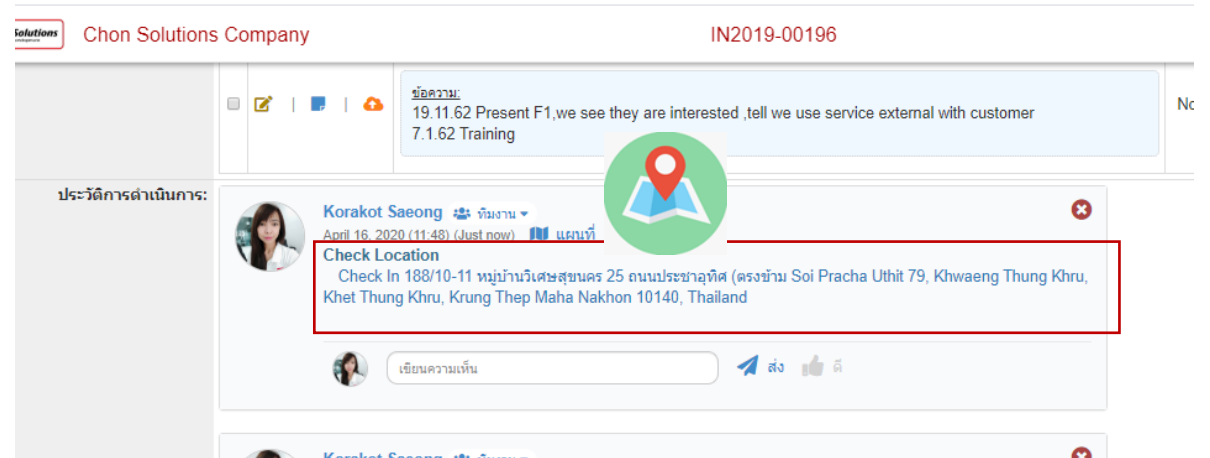 Solutions
Chon Solutions Company
IN2019-00196
ข้อความ:
19.11.62 Present F1,we see they are interested ,tell we use service external with customer
7.1.62 Training
ประวัติการดำเนินการ:
Korakot Saeong ทีมงาน
April 16, 2020 (11:48) (Just now) แผนที่
Check Location
Check In 188/10-11 หมู่บ้านวิเศษสุขนคร 25 ถนนประชาอุทิศ (ตรงข้าม Soi Pracha Uthit 79, Khwaeng Thung Khru,
Khet Thung Khru, Krung Thep Maha Nakhon 10140, Thailand
เขียนความเห็น
ส่ง
ดี
Korakot Saeong ทีมงาน